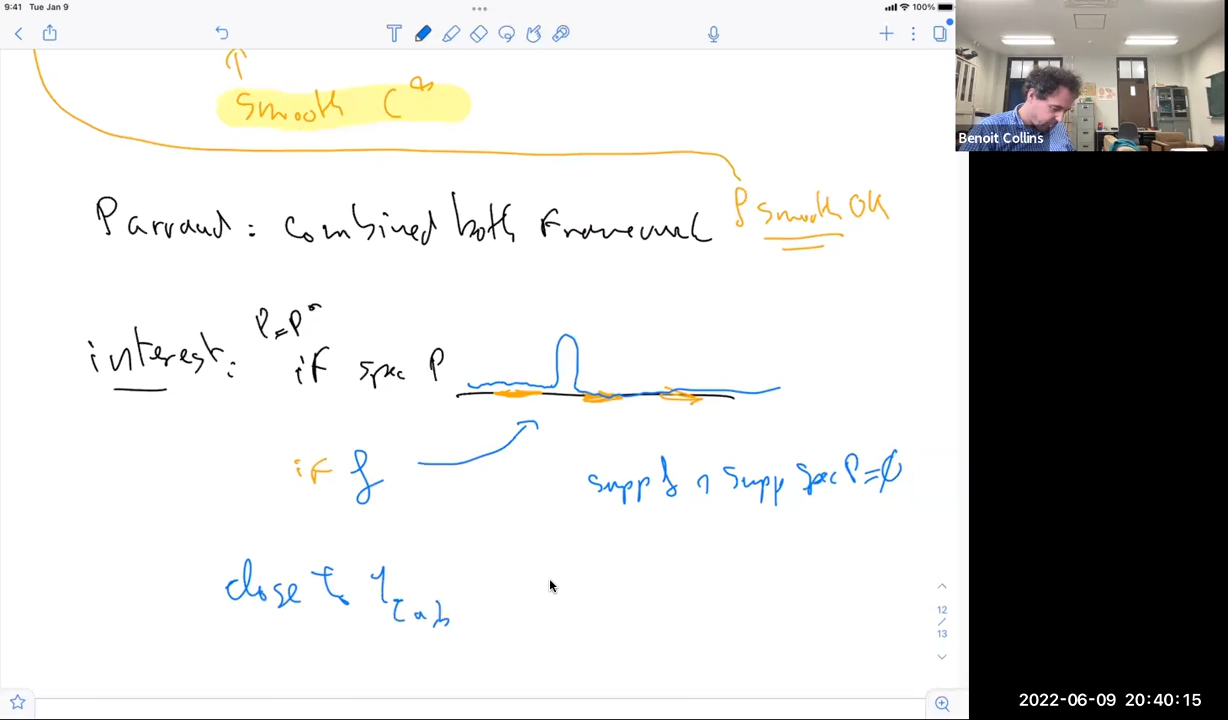 9:41 Tue Jan 9
100%
Smooth C^∞
Parraud : combined both framework
P smooth OK
interest :
P=P*
if spec P
if f
supp f ∩ supp spec P = ∅
close to 1_[a,b]
12
/
13
Benoit Collins
2022-06-09 20:40:15